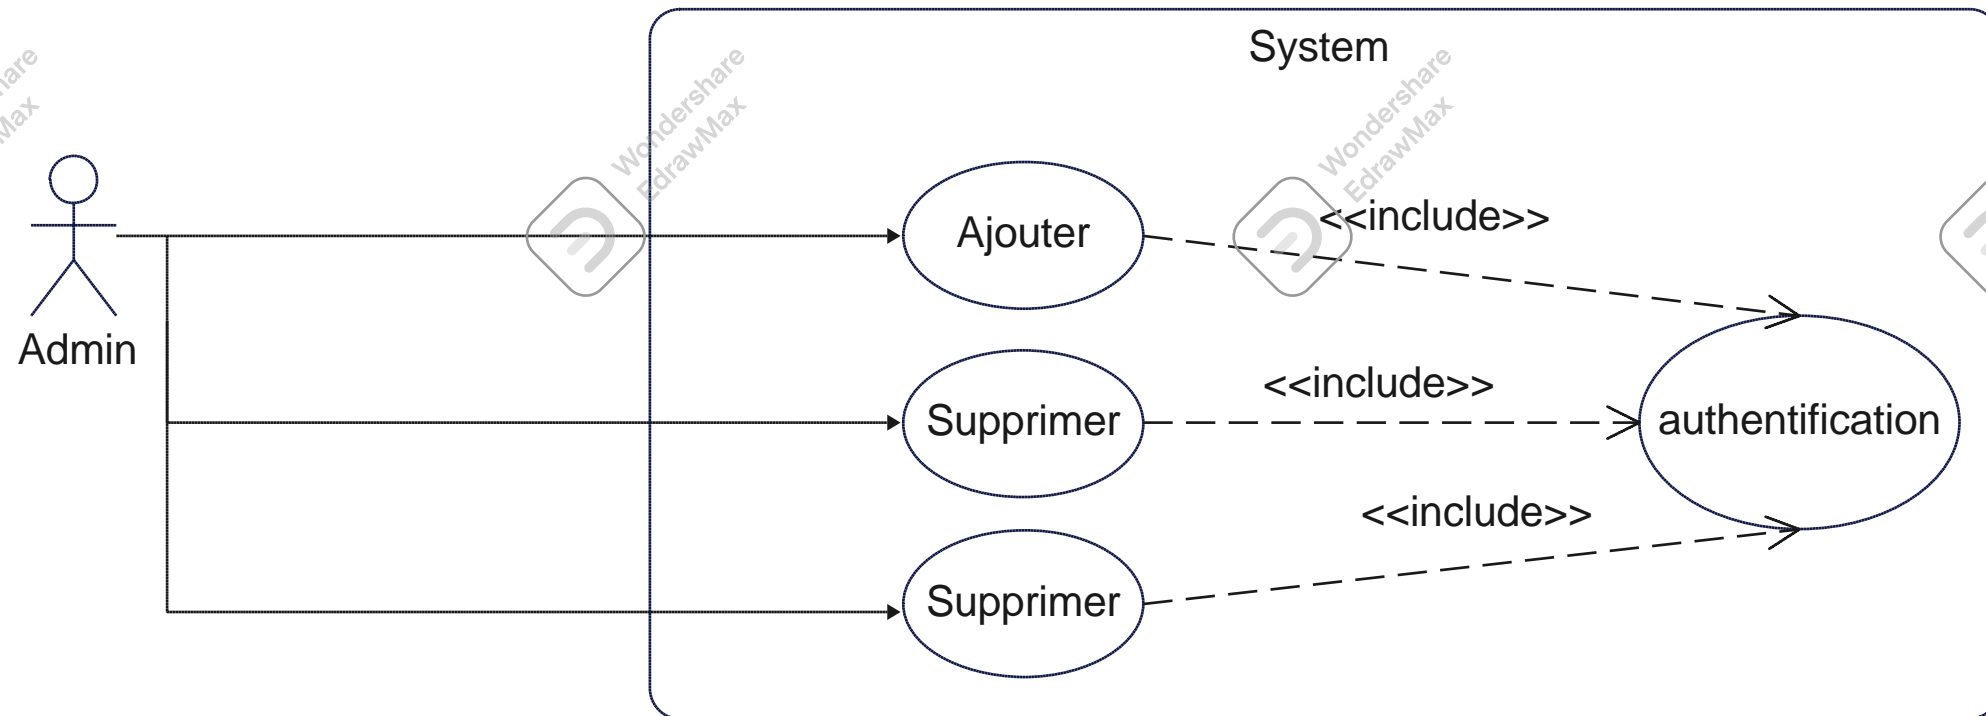 System
Wondershare
EdrawMax
Wondershare
EdrawMax
<<include>>
Ajouter
Admin
<<include>>
Supprimer
authentification
<<include>>
Supprimer